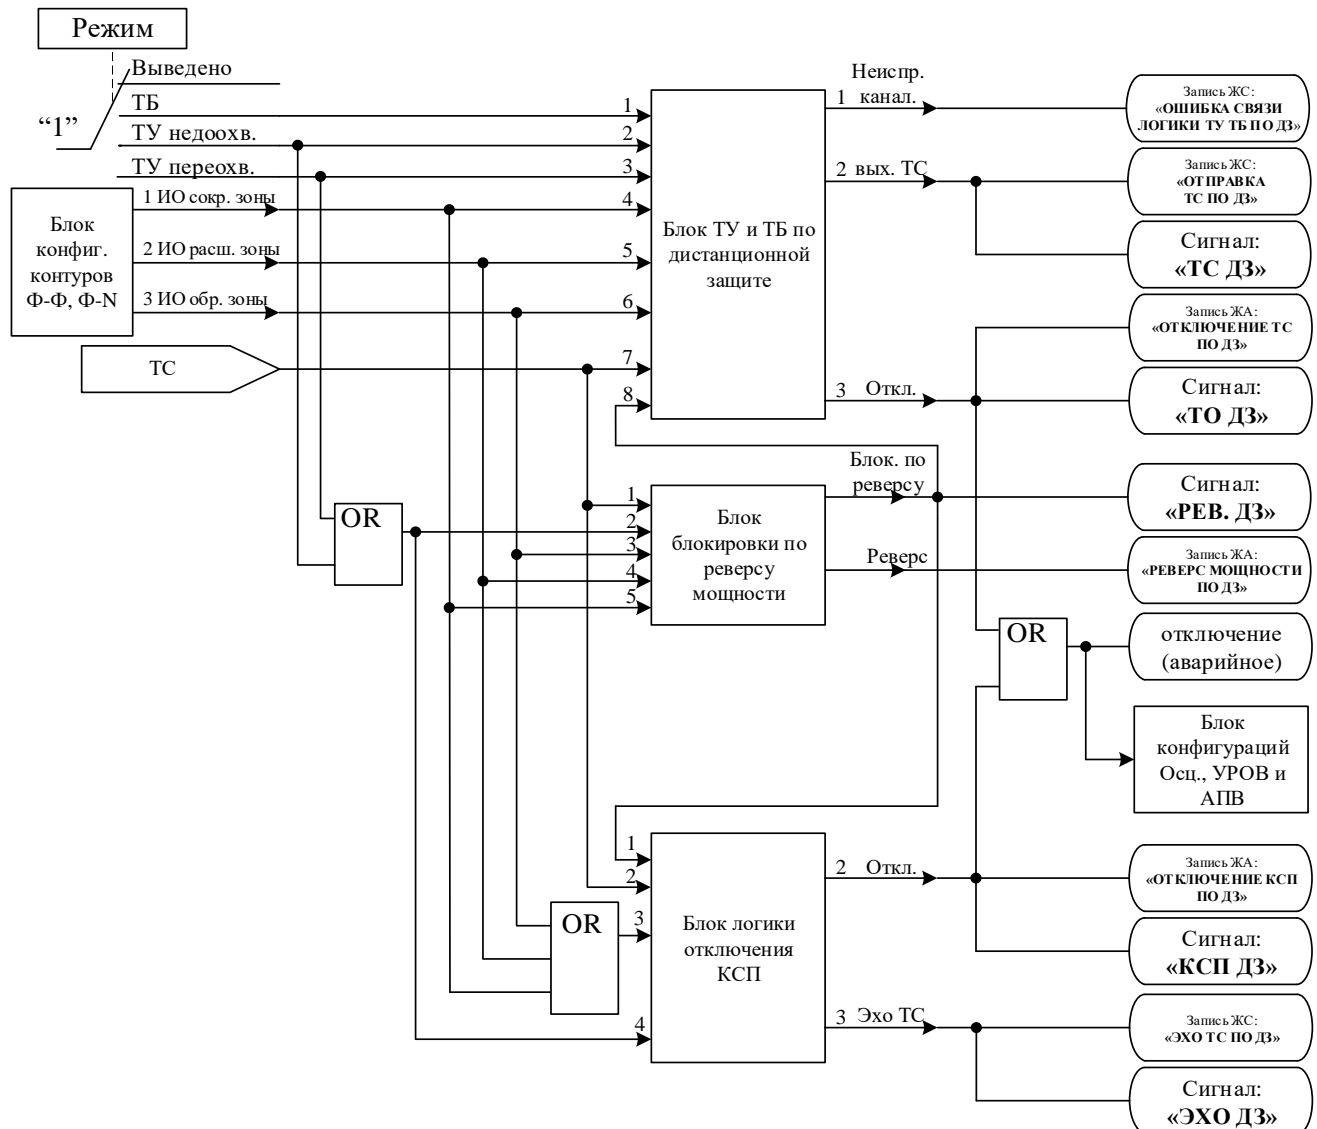 Режим
Выведено
"1"
ТБ
ТУ недоохв.
ТУ переохв.
Блок
конфиг.
контуров
Ф-Ф, Ф-N
1 ИО сокр. зоны
2 ИО расш. зоны
3 ИО обр. зоны
ТС
1
2
3
4
5
6
7
8
Блок ТУ и ТБ по
дистанционной
защите
Неиспр.
1 канал.
2 вых. ТС
3 Откл.
Запись ЖС:
«ОШИБКА СВЯЗИ
ЛОГИКИ ТУ ТБ ПО ДЗ»
Запись ЖС:
«ОТПРАВКА
ТС ПО ДЗ»
Сигнал:
«ТС ДЗ»
Запись ЖА:
«ОТКЛЮЧЕНИЕ ТС
ПО ДЗ»
Сигнал:
«ТО ДЗ»
OR
1
2
3
4
5
Блок
блокировки по
реверсу
мощности
Блок. по
реверсу
Реверс
Сигнал:
«РЕВ. ДЗ»
Запись ЖА:
«РЕВЕРС МОЩНОСТИ
ПО ДЗ»
OR
отключение
(аварийное)
Блок
конфигураций
Осц., УРОВ и
АПВ
OR
1
2
3
4
Блок логики
отключения
КСП
2 Откл.
3 Эхо ТС
Запись ЖА:
«ОТКЛЮЧЕНИЕ КСП
ПО ДЗ»
Сигнал:
«КСП ДЗ»
Запись ЖС:
«ЭХО ТС ПО ДЗ»
Сигнал:
«ЭХО ДЗ»